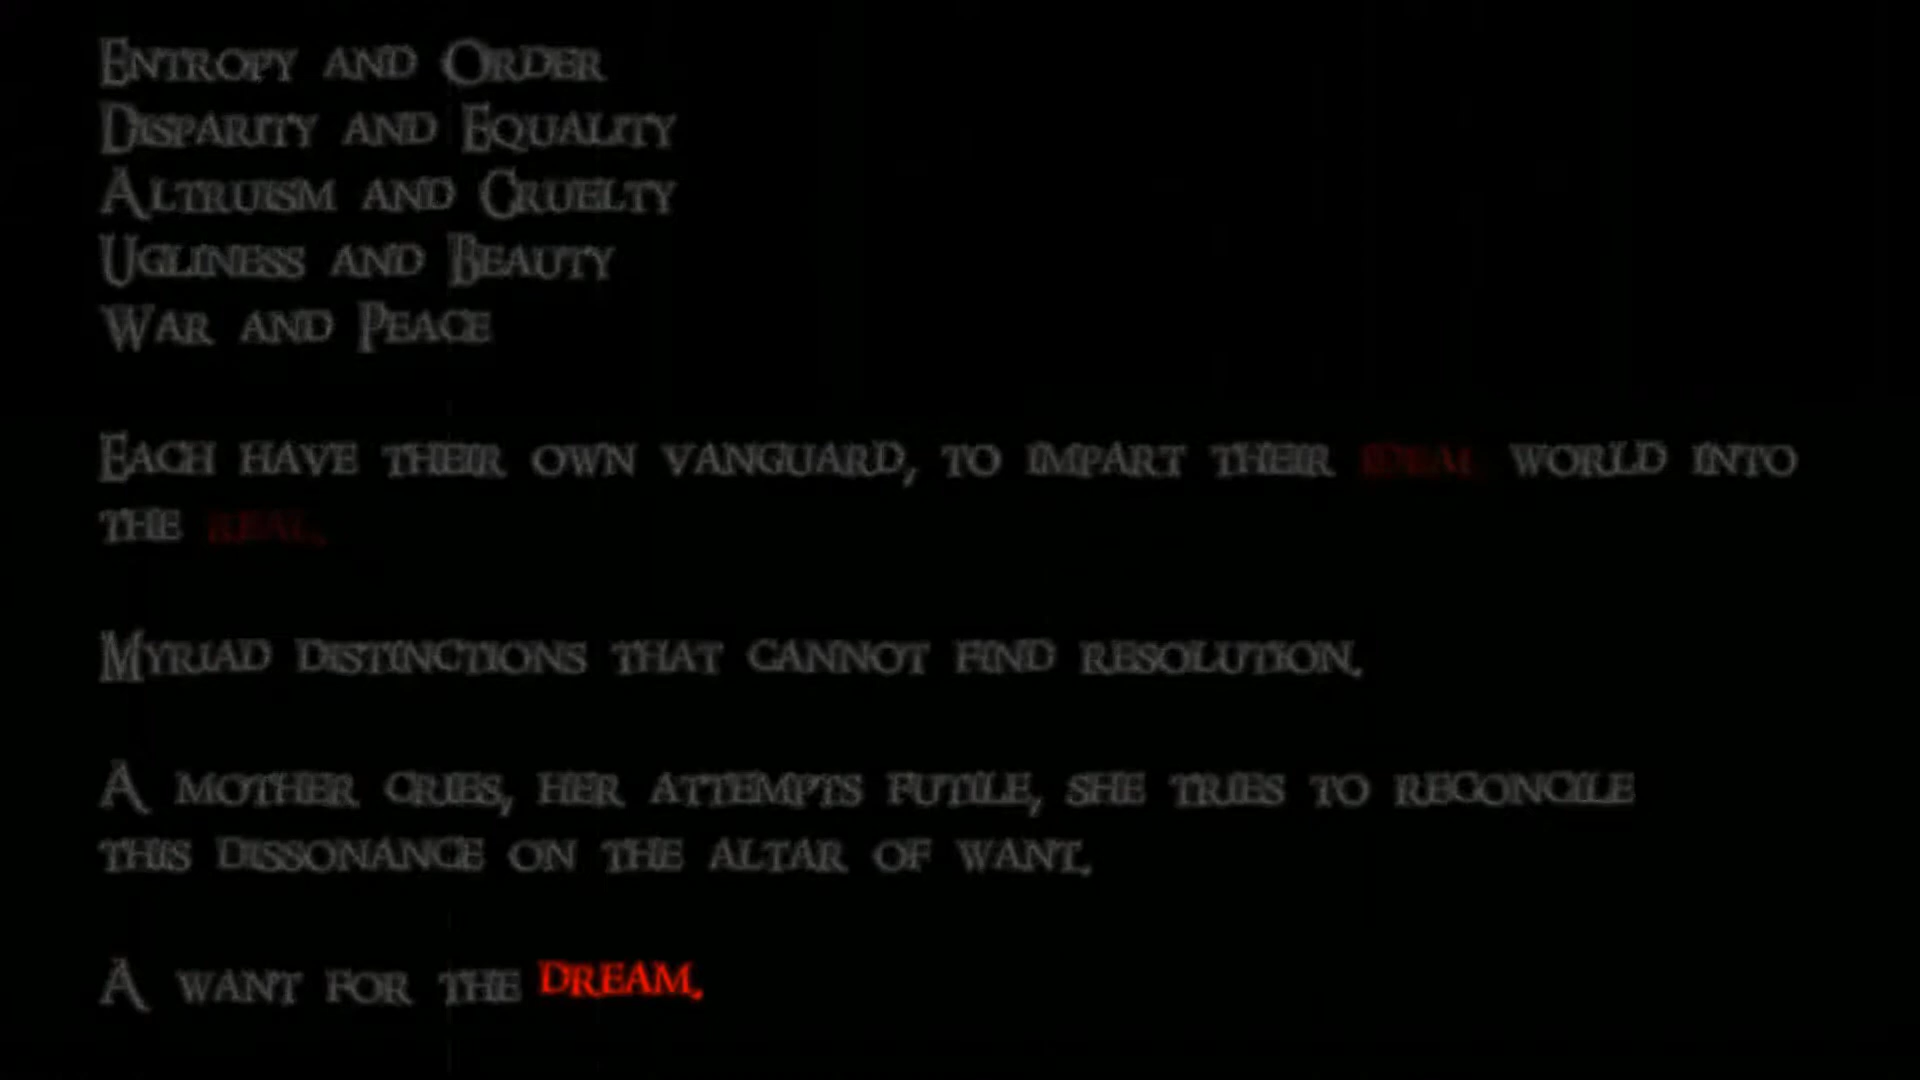 Entropy and Order
Disparity and Equality
Altruism and Cruelty
Ugliness and Beauty
War and Peace
Each have their own vanguard, to impart their ideal world into
the real.
Myriad distinctions that cannot find resolution.
A mother cries, her attempts futile, she tries to reconcile
this dissonance on the altar of want.
A want for the dream.